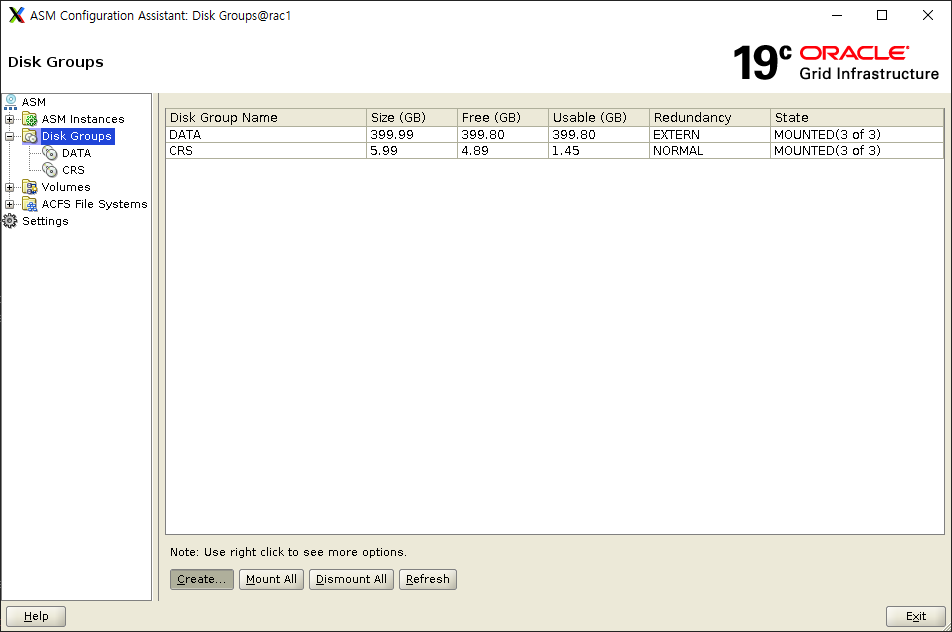 ASM Configuration Assistant: Disk Groups@rac1
Disk Groups
19c ORACLE
Grid Infrastructure
ASM
ASM Instances
Disk Groups
DATA
CRS
Volumes
ACFS File Systems
Settings
Disk Group Name Size (GB) Free (GB) Usable (GB) Redundancy State
DATA 399.99 399.80 399.80 EXTERN MOUNTED(3 of 3)
CRS 5.99 4.89 1.45 NORMAL MOUNTED(3 of 3)
Note: Use right click to see more options.
Create... Mount All Dismount All Refresh
Help Exit